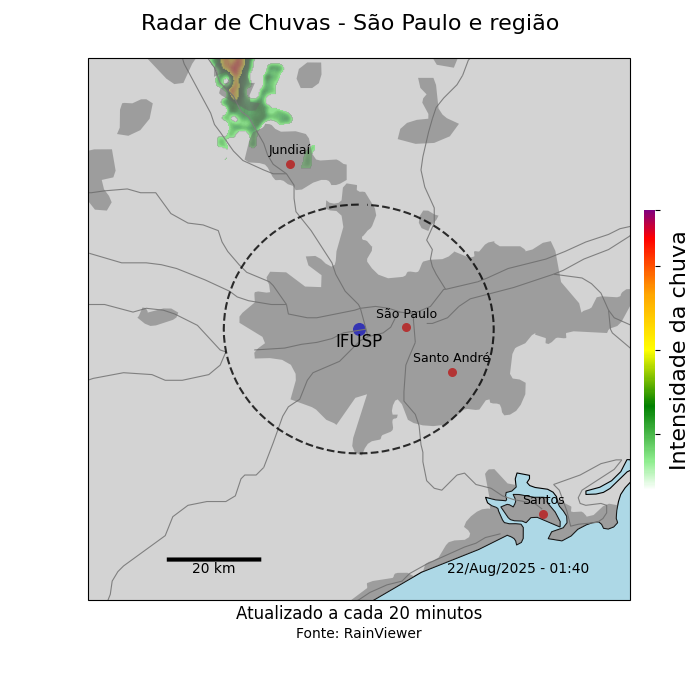 Radar de Chuvas - São Paulo e região
Jundiaí
São Paulo
IFUSP
Santo André
Santos
20 km
22/Aug/2025 - 01:40
Intensidade da chuva
Atualizado a cada 20 minutos
Fonte: RainViewer